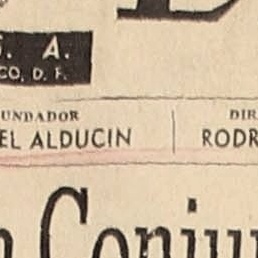 S. A.
CO, D. F.
UNDADOR
DIR
EL ALDUCIN
RODR
Conju